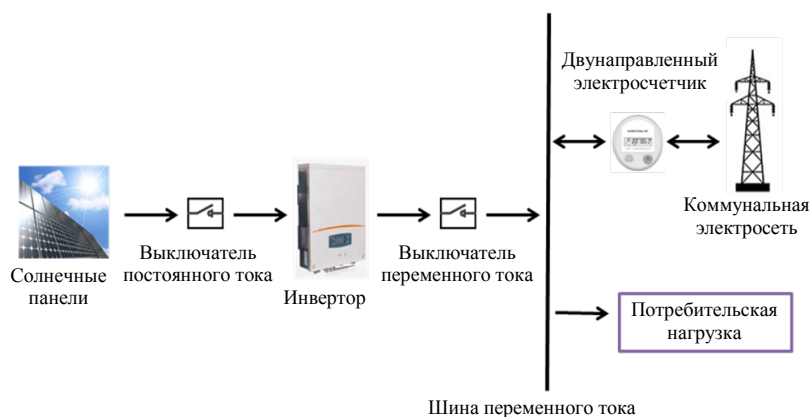 Двунаправленный
электросчетчик
Коммунальная
электросеть
Солнечные
панели
Выключатель
постоянного тока
Инвертор
Выключатель
переменного тока
Потребительская
нагрузка
Шина переменного тока